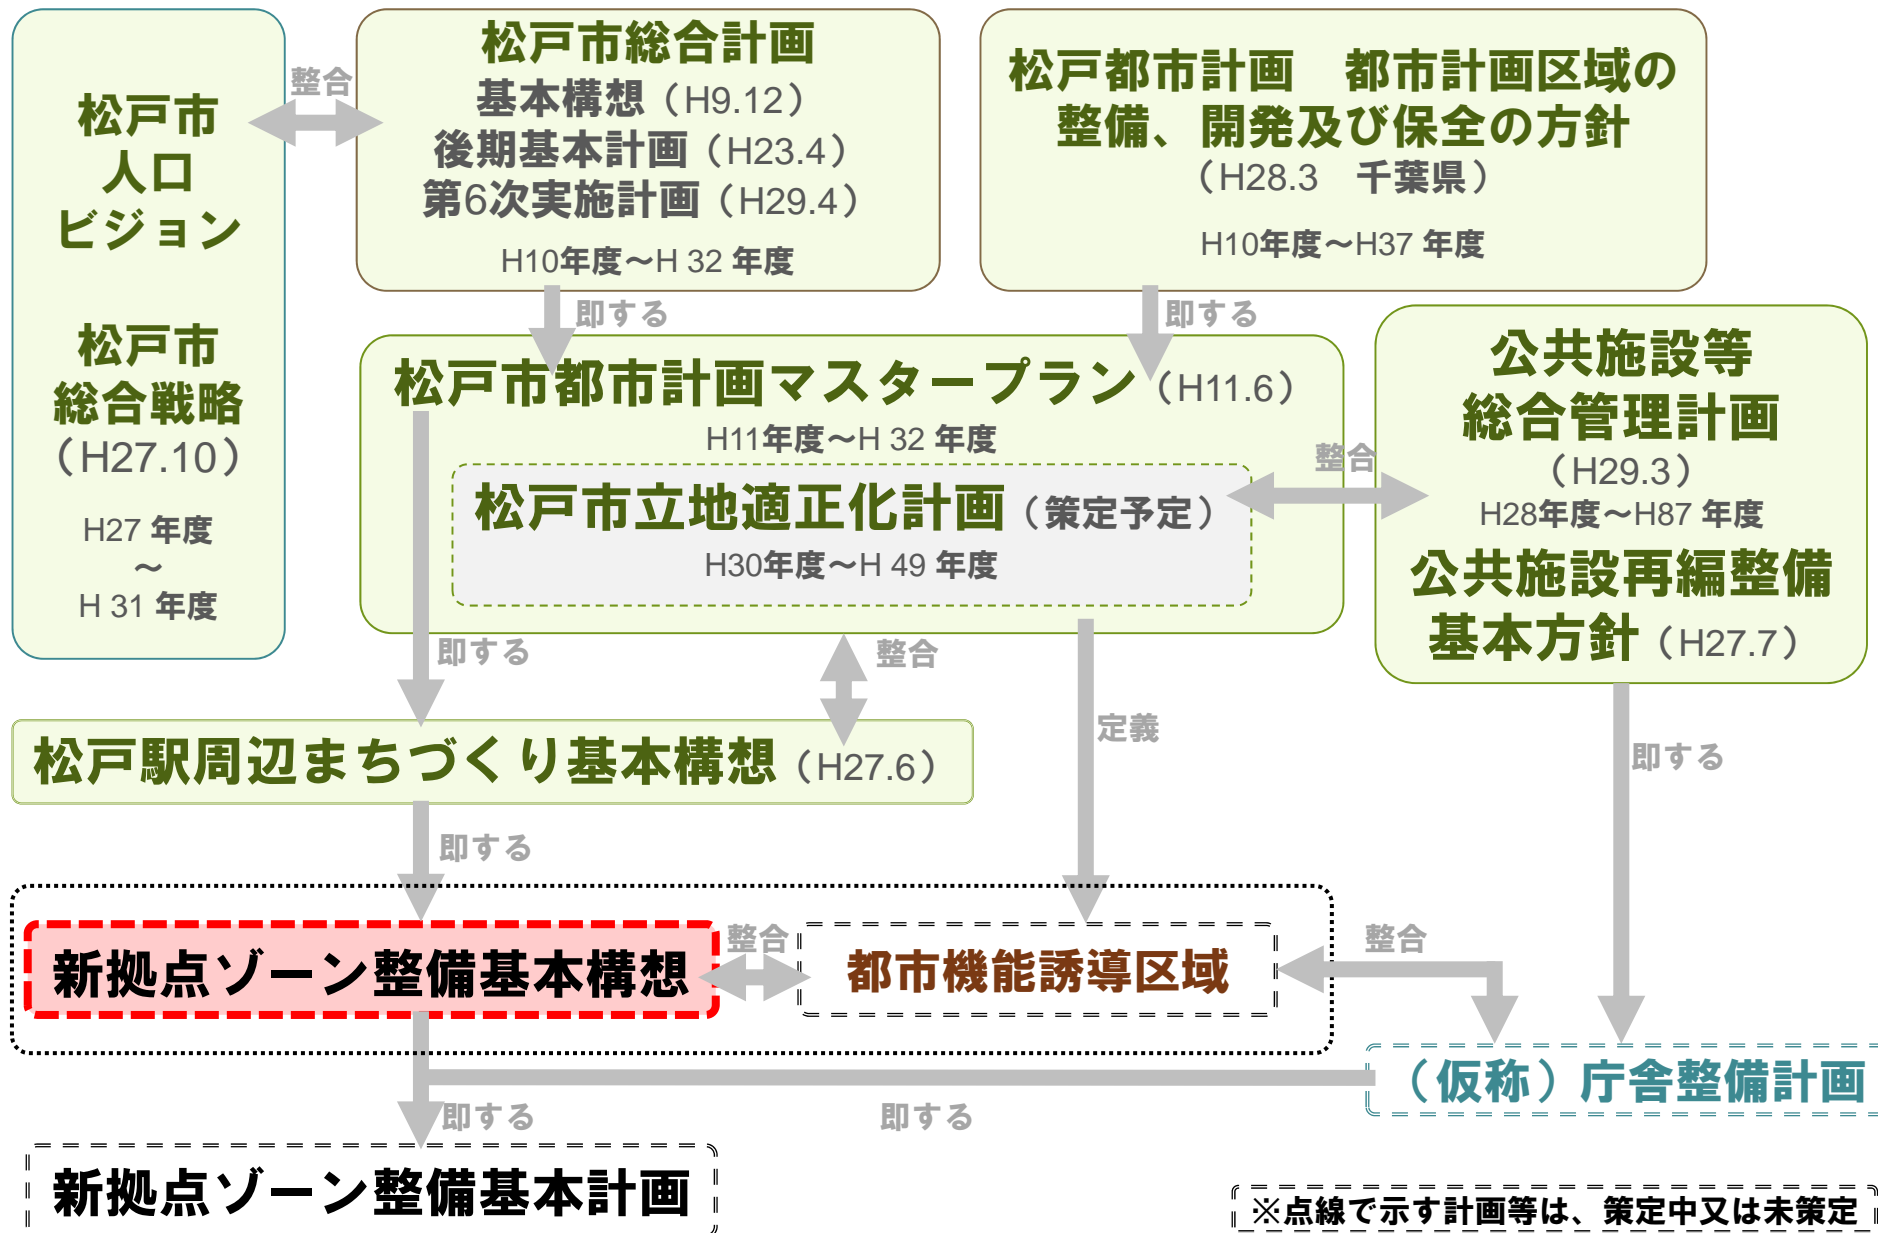 松戸市
人口
ビジョン
松戸市
総合戦略
（H27.10）
H27 年度
～
H 31 年度
整合
松戸市総合計画
基本構想（H9.12）
後期基本計画（H23.4）
第6次実施計画（H29.4）
H10年度～H 32 年度
松戸都市計画　都市計画区域の
整備、開発及び保全の方針
（H28.3　千葉県）
H10年度～H37 年度
即する
即する
松戸市都市計画マスタープラン（H11.6）
H11年度～H 32 年度
松戸市立地適正化計画（策定予定）
H30年度～H 49 年度
整合
公共施設等
総合管理計画
（H29.3）
H28年度～H87 年度
公共施設再編整備
基本方針（H27.7）
即する
整合
定義
即する
松戸駅周辺まちづくり基本構想（H27.6）
即する
新拠点ゾーン整備基本構想
整合
都市機能誘導区域
整合
（仮称）庁舎整備計画
即する
即する
新拠点ゾーン整備基本計画
※点線で示す計画等は、策定中又は未策定